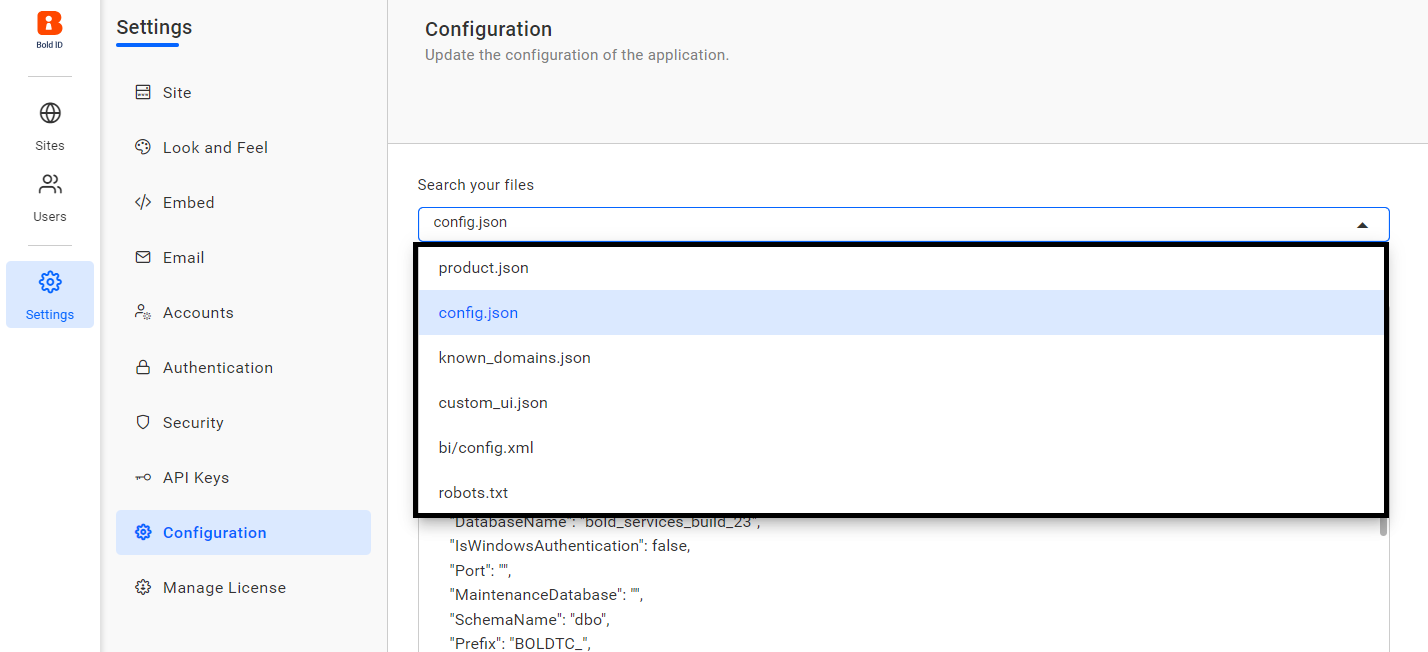 Bold ID
Sites
Users
Settings
Settings
Site
Look and Feel
Embed
Email
Accounts
Authentication
Security
API Keys
Configuration
Manage License
Configuration
Update the configuration of the application.
Search your files
config.json
product.json
config.json
known_domains.json
custom_ui.json
bi/config.xml
robots.txt
"DatabaseName": "bold_services_build_23",
"IsWindowsAuthentication": false,
"Port": "",
"MaintenanceDatabase": "",
"SchemaName": "dbo",
"Prefix": "BOLDTC_",